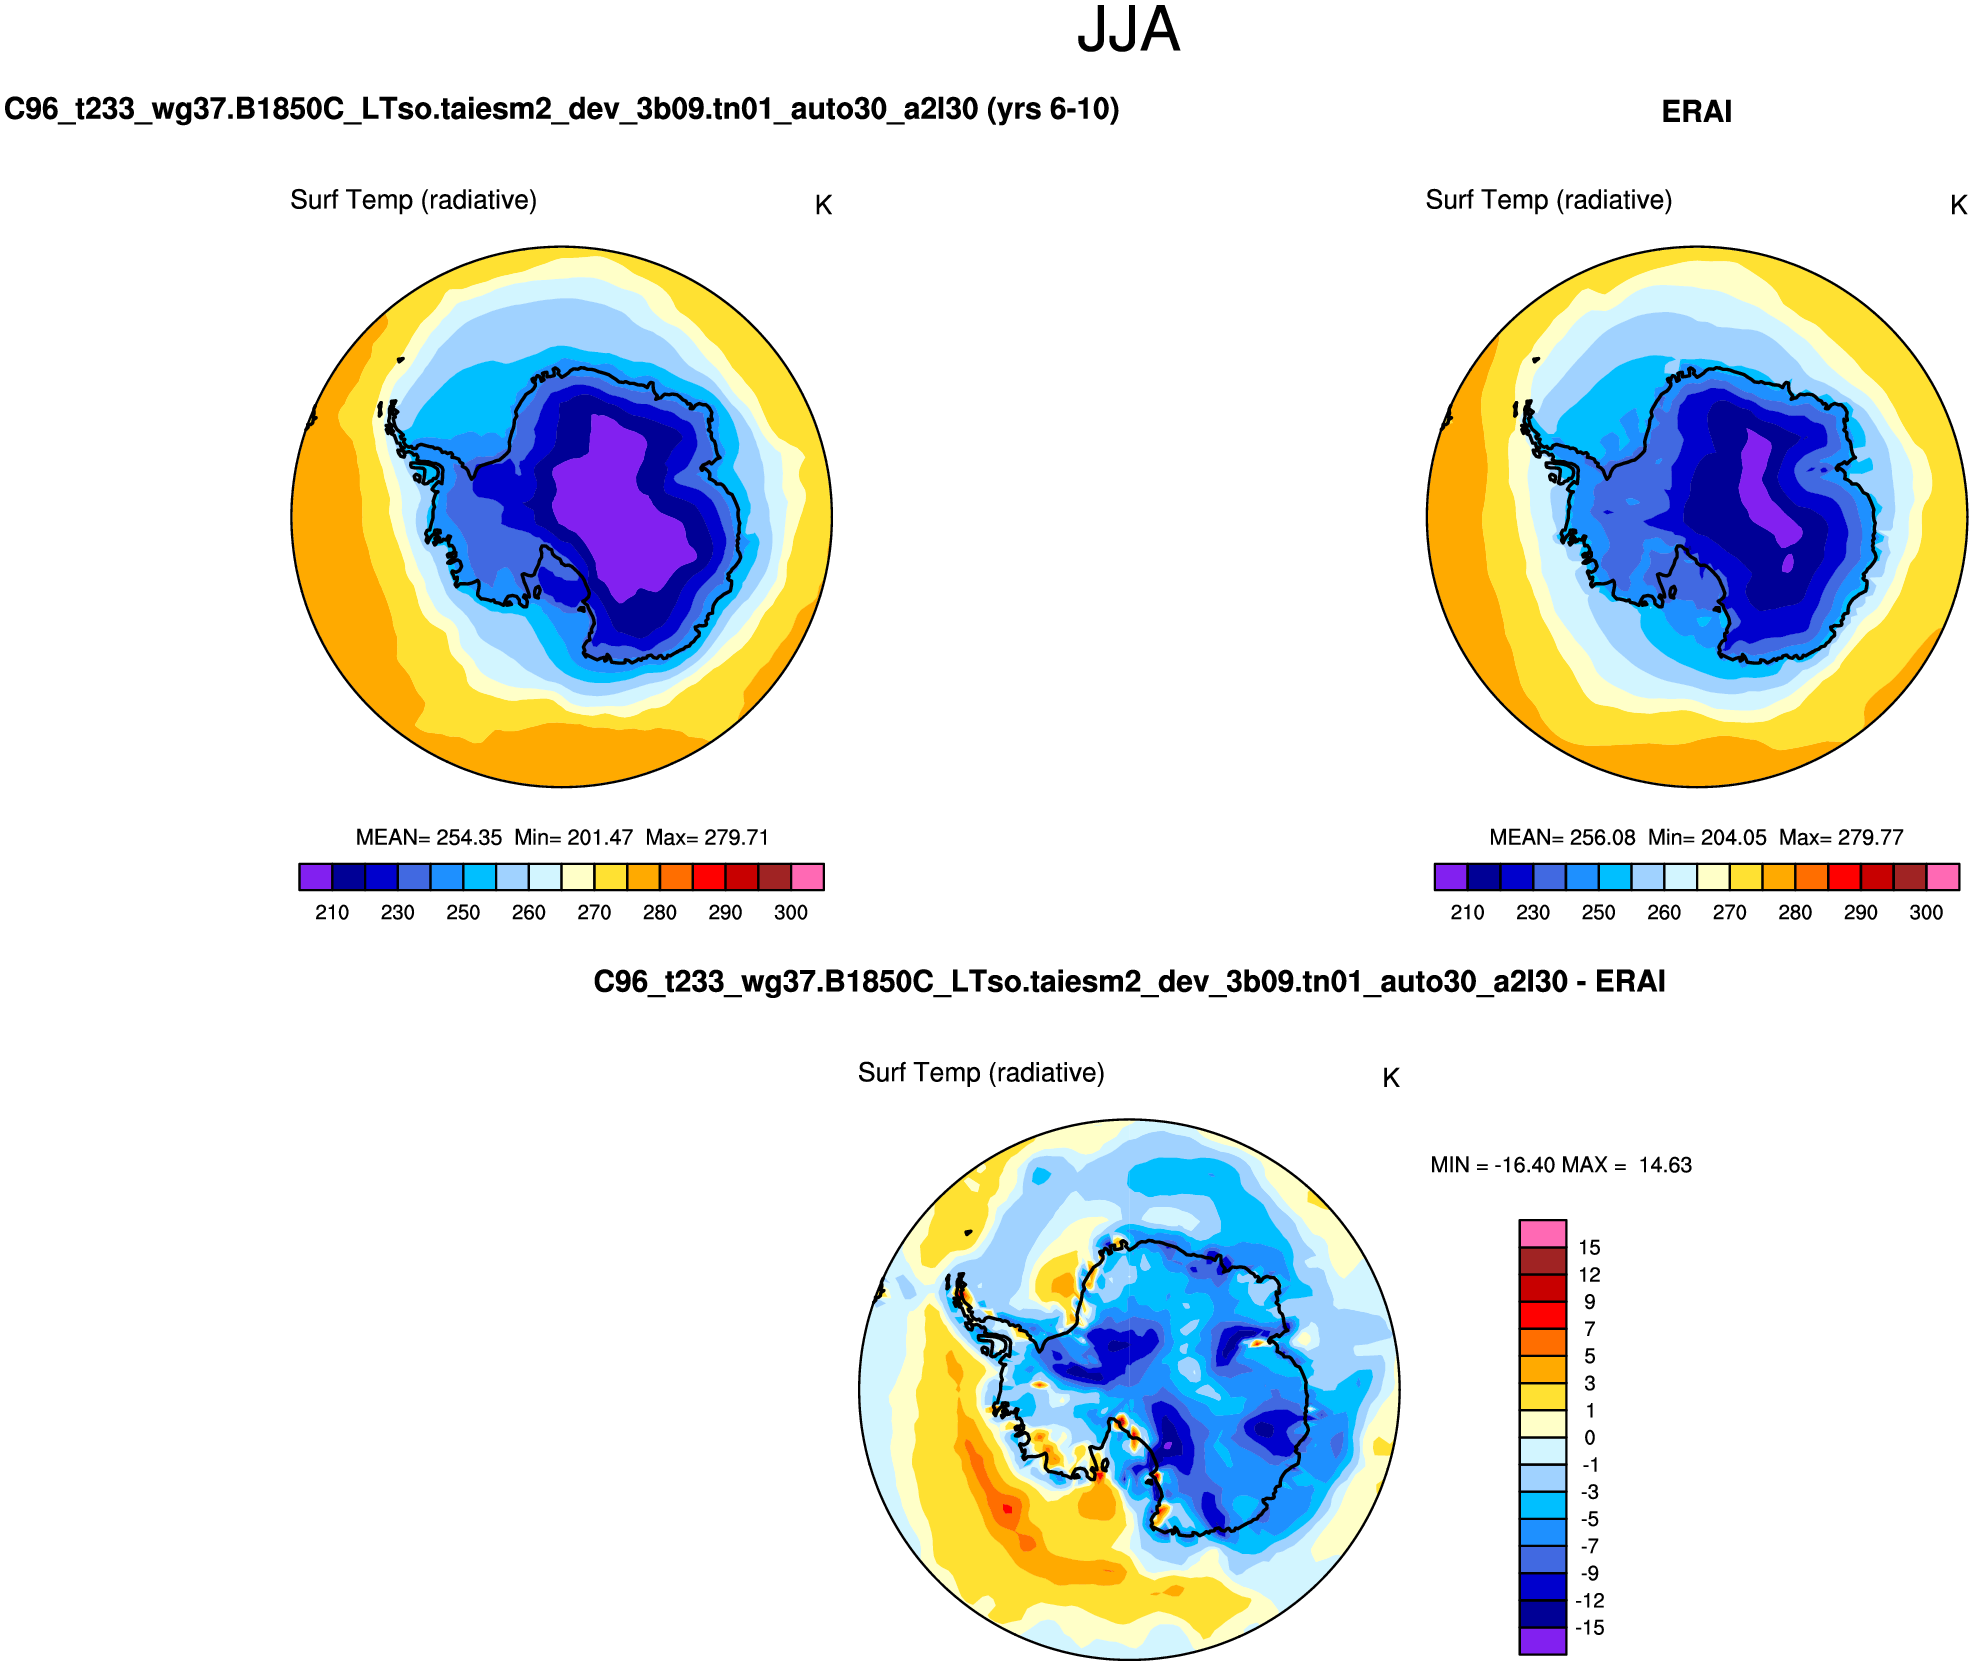 JJA
C96_t233_wg37.B1850C_LTso.taiesm2_dev_3b09.tn01_auto30_a2l30 (yrs 6-10)
ERAI
Surf Temp (radiative) K
Surf Temp (radiative) K
MEAN= 254.35 Min= 201.47 Max= 279.71
210 230 250 260 270 280 290 300
MEAN= 256.08 Min= 204.05 Max= 279.77
210 230 250 260 270 280 290 300
C96_t233_wg37.B1850C_LTso.taiesm2_dev_3b09.tn01_auto30_a2l30 - ERAI
Surf Temp (radiative) K
MIN = -16.40 MAX = 14.63
15
12
9
7
5
3
1
0
-1
-3
-5
-7
-9
-12
-15